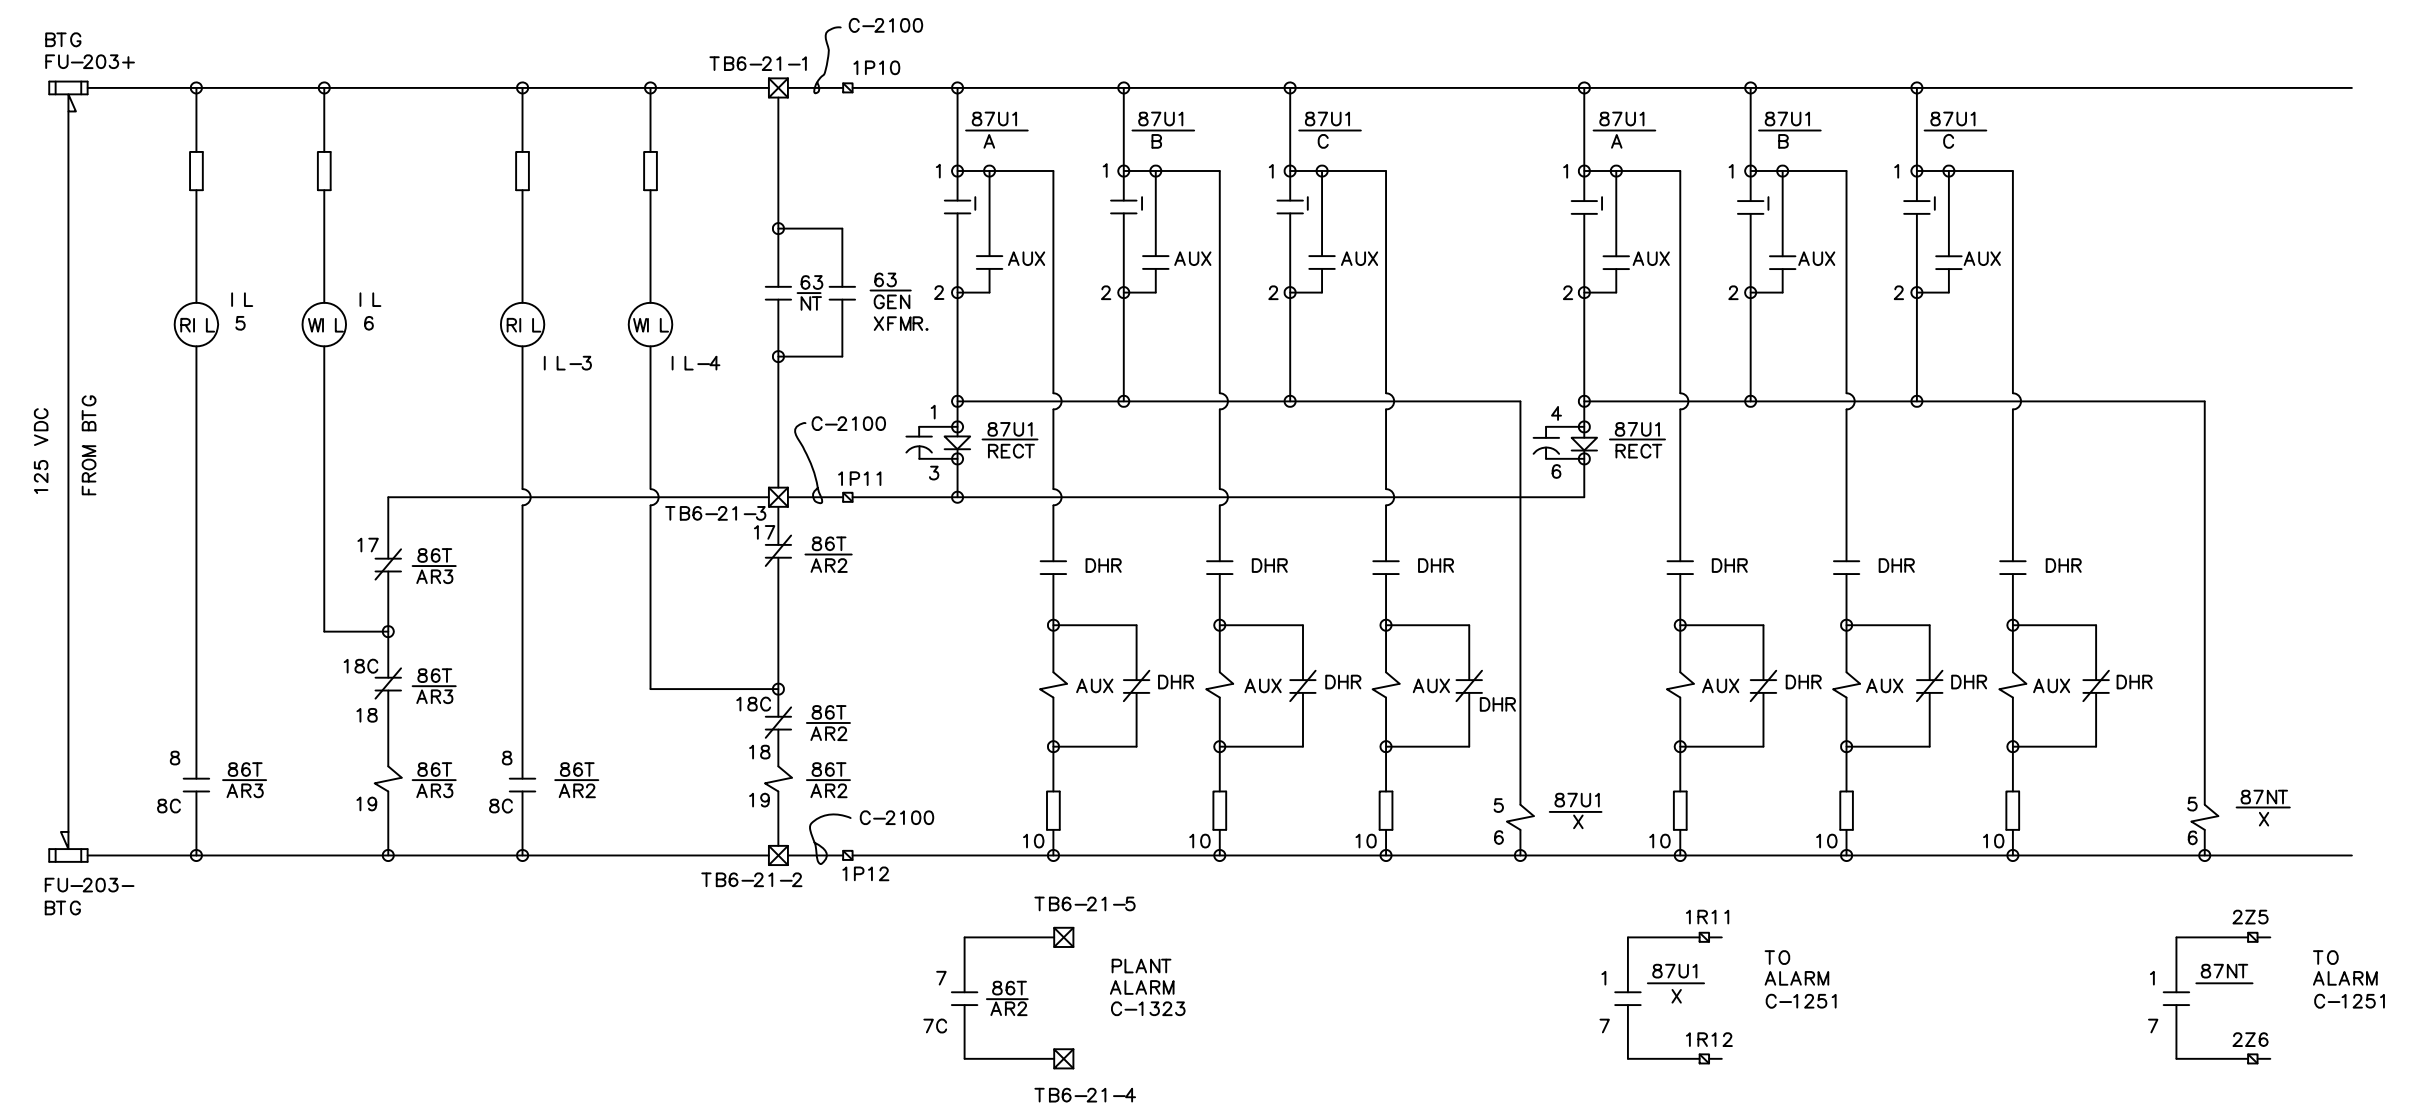 C-2100
BTG
FU-203+
TB6-21-1
1P10
87U1
A
87U1
B
87U1
C
87U1
A
87U1
B
87U1
C
1
1
1
1
1
1
AUX
AUX
AUX
AUX
AUX
AUX
2
2
2
2
2
2
IL
5
IL
6
RIL
WIL
RIL
WIL
IL-3
IL-4
63
NT
63
GEN
XFMR.
125 VDC
FROM BTG
C-2100
1P11
TB6-21-3
1
87U1
RECT
3
4
87U1
RECT
6
17
86T
AR3
17
86T
AR2
DHR
DHR
DHR
DHR
DHR
DHR
18C
86T
AR3
18
18C
86T
AR2
18
AUX
DHR
AUX
DHR
AUX
DHR
AUX
DHR
AUX
DHR
AUX
DHR
8
86T
AR3
8C
86T
AR3
19
8
86T
AR2
8C
86T
AR2
19
C-2100
10
10
10
5
87U1
X
6
10
10
10
5
87NT
X
6
FU-203-
BTG
TB6-21-2
1P12
TB6-21-5
7
86T
AR2
7C
PLANT
ALARM
C-1323
TB6-21-4
1R11
1
87U1
X
7
1R12
TO
ALARM
C-1251
2Z5
1
87NT
7
2Z6
TO
ALARM
C-1251